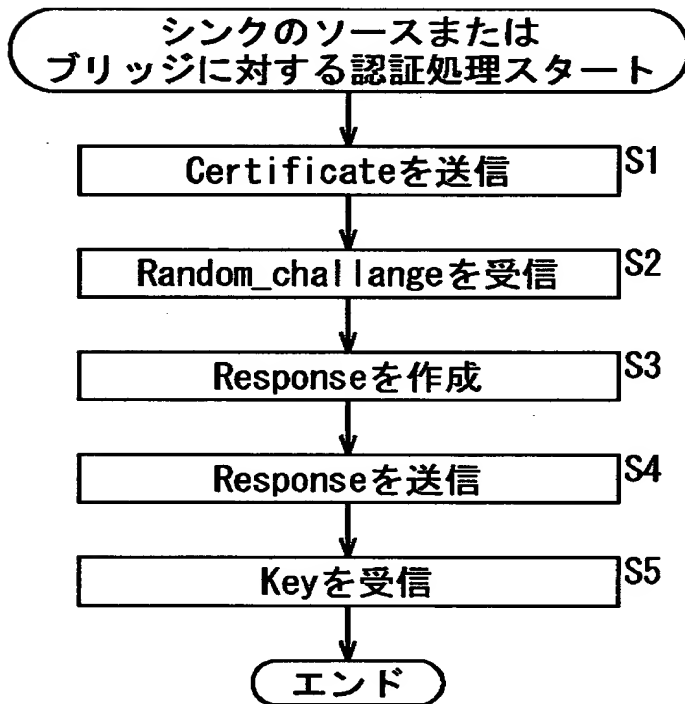 シンクのソースまたは
ブリッジに対する認証処理スタート
Certificateを送信 S1
Random_challangeを受信 S2
Responseを作成 S3
Responseを送信 S4
Keyを受信 S5
エンド